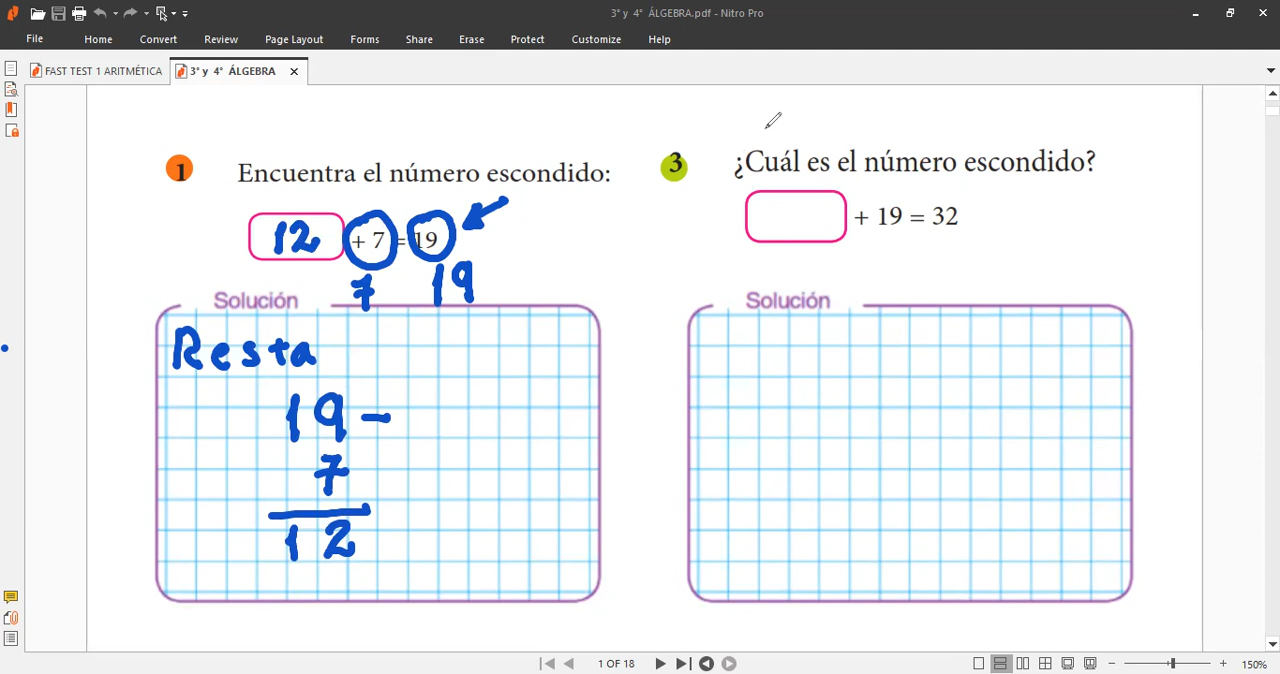 3° y 4° ÁLGEBRA.pdf - Nitro Pro
File Home Convert Review Page Layout Forms Share Erase Protect Customize Help
FAST TEST 1 ARITMÉTICA 3° y 4° ÁLGEBRA
1 Encuentra el número escondido:
12 + 7 = 19
7 19
Solución
Resta
19 -
7
12
3 ¿Cuál es el número escondido?
+ 19 = 32
Solución
1 OF 18
150%